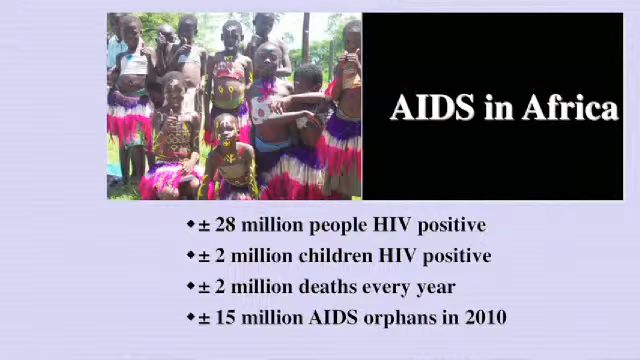 AIDS in Africa
± 28 million people HIV positive
± 2 million children HIV positive
± 2 million deaths every year
± 15 million AIDS orphans in 2010